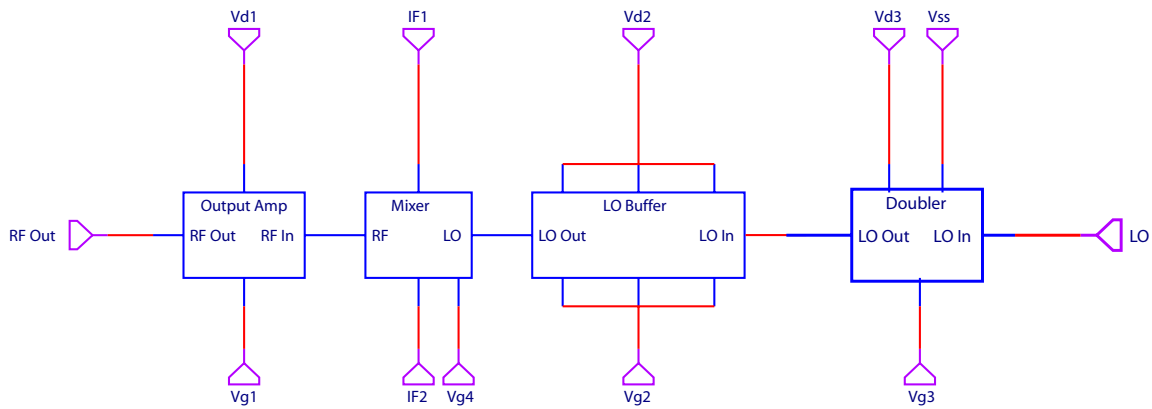 Vd1
IF1
Vd2
Vd3
Vss
Output Amp
Mixer
LO Buffer
Doubler
RF Out
RF Out
RF In
RF
LO
LO Out
LO In
LO Out
LO In
LO
Vg1
IF2
Vg4
Vg2
Vg3